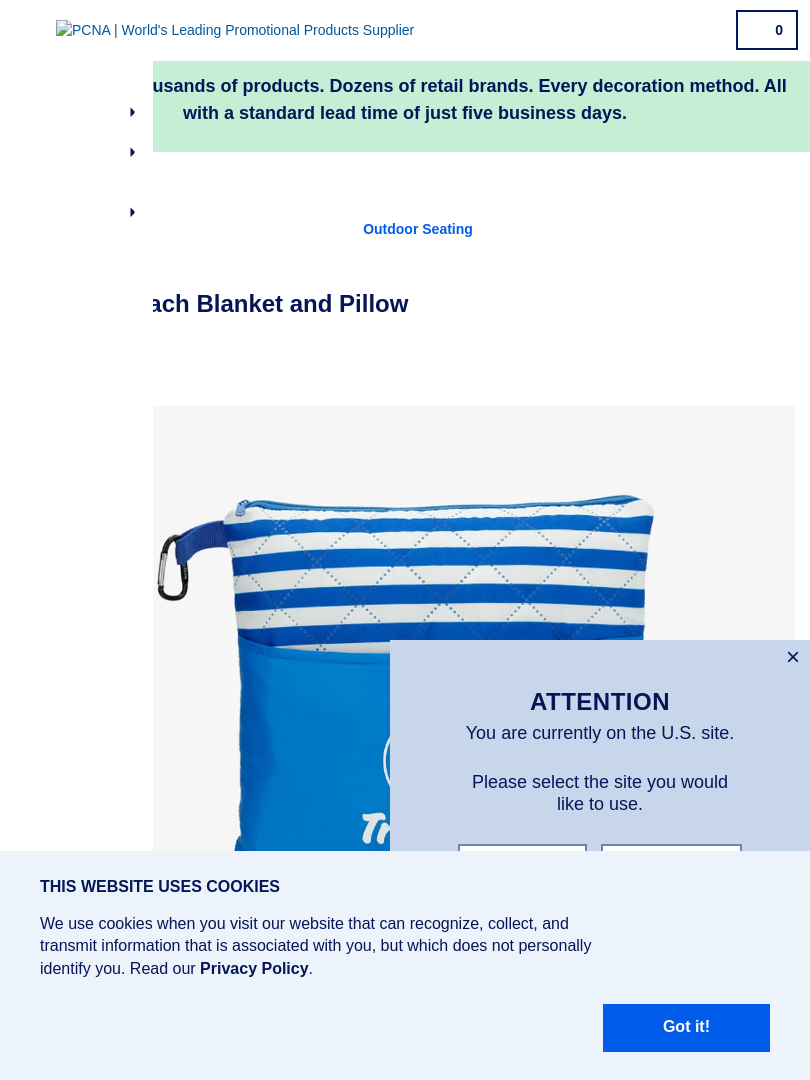 PCNA | World's Leading Promotional Products Supplier
0
usands of products. Dozens of retail brands. Every decoration method. All
with a standard lead time of just five business days.
Outdoor Seating
ach Blanket and Pillow
×
ATTENTION
You are currently on the U.S. site.
Please select the site you would
like to use.
Tr
THIS WEBSITE USES COOKIES
We use cookies when you visit our website that can recognize, collect, and
transmit information that is associated with you, but which does not personally
identify you. Read our Privacy Policy.
Got it!